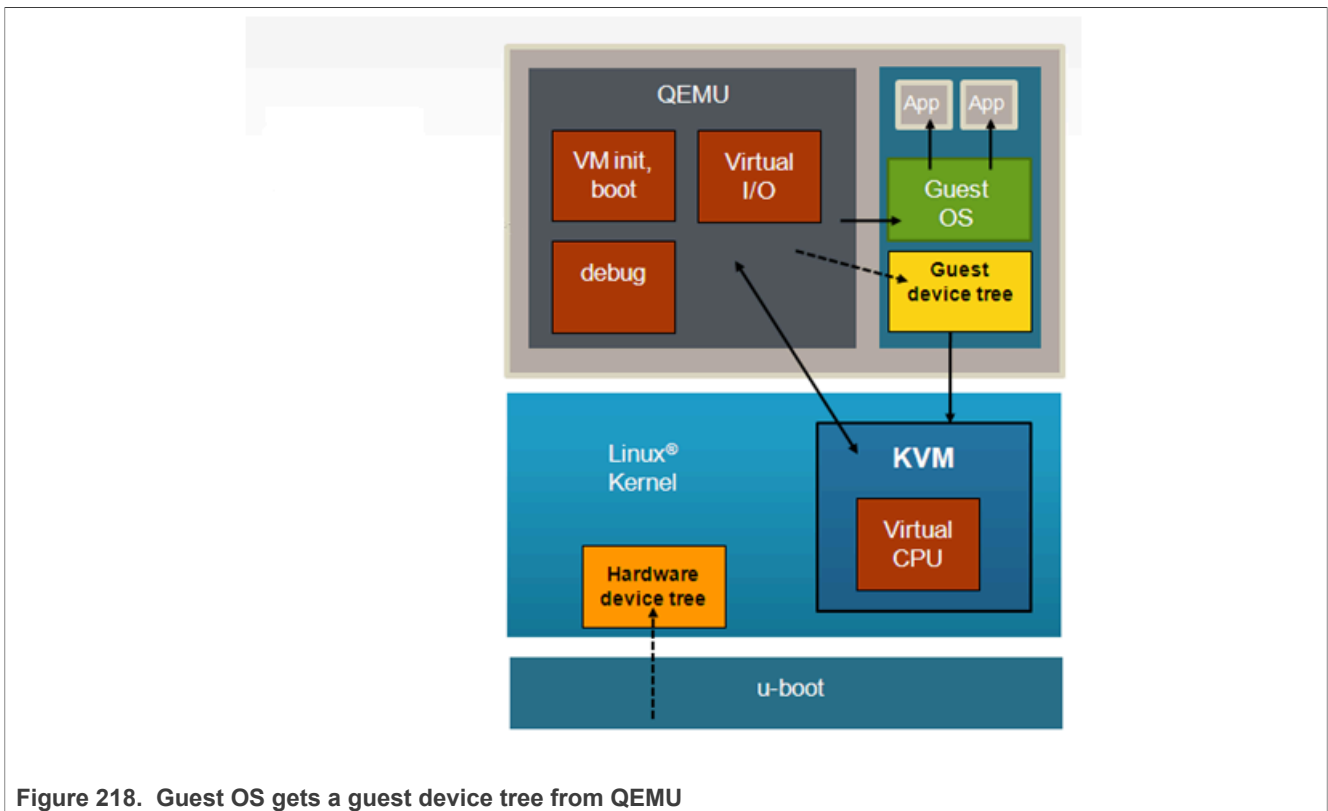 QEMU
VM init,
boot
Virtual
I/O
debug
App
App
Guest
OS
Guest
device tree
Linux®
Kernel
KVM
Virtual
CPU
Hardware
device tree
u-boot
Figure 218. Guest OS gets a guest device tree from QEMU